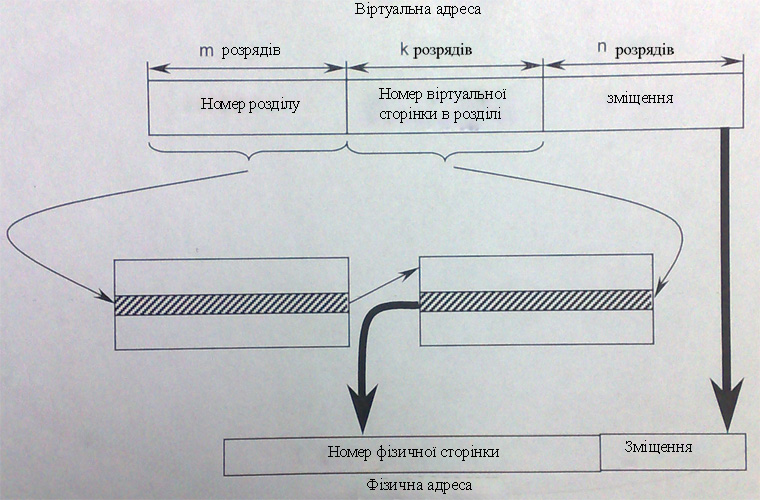 Віртуальна адреса
m розрядів
k розрядів
n розрядів
Номер розділу
Номер віртуальної
сторінки в розділі
зміщення
Номер фізичної сторінки
Зміщення
Фізична адреса